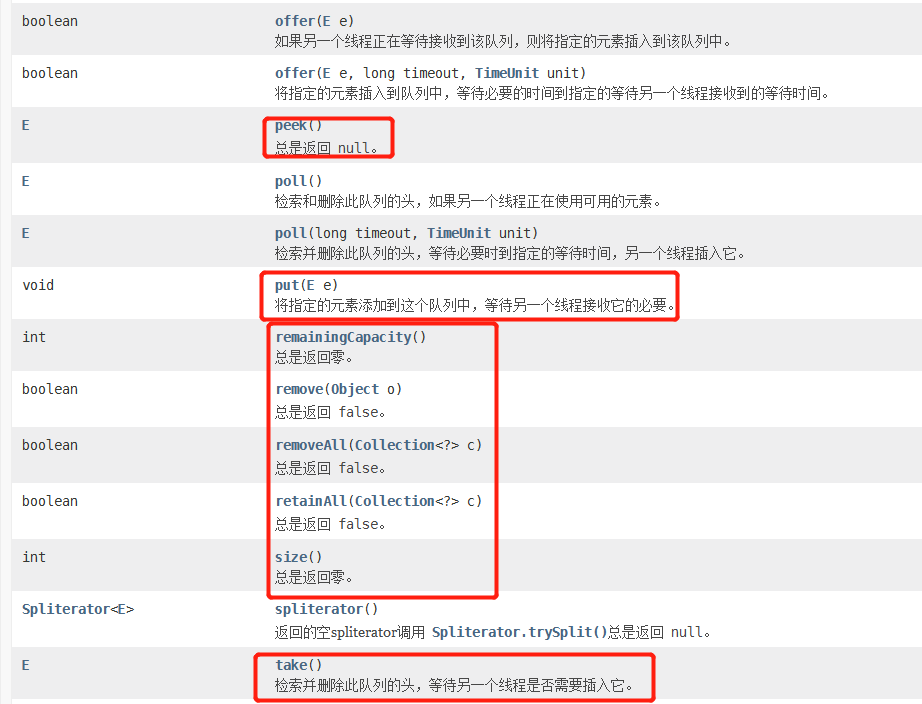 boolean offer(E e)
如果另一个线程正在等待接收到该队列，则将指定的元素插入到该队列中。
boolean offer(E e, long timeout, TimeUnit unit)
将指定的元素插入到队列中，等待必要的时间到指定的等待另一个线程接收到的等待时间。
E peek()
总是返回 null。
E poll()
检索和删除此队列的头，如果另一个线程正在使用可用的元素。
E poll(long timeout, TimeUnit unit)
检索并删除此队列的头，等待必要时到指定的等待时间，另一个线程插入它。
void put(E e)
将指定的元素添加到这个队列中，等待另一个线程接收它的必要。
int remainingCapacity()
总是返回零。
boolean remove(Object o)
总是返回 false。
boolean removeAll(Collection<?> c)
总是返回 false。
boolean retainAll(Collection<?> c)
总是返回 false。
int size()
总是返回零。
Spliterator<E> spliterator()
返回的空spliterator调用 Spliterator.trySplit()总是返回 null。
E take()
检索并删除此队列的头，等待另一个线程是否需要插入它。